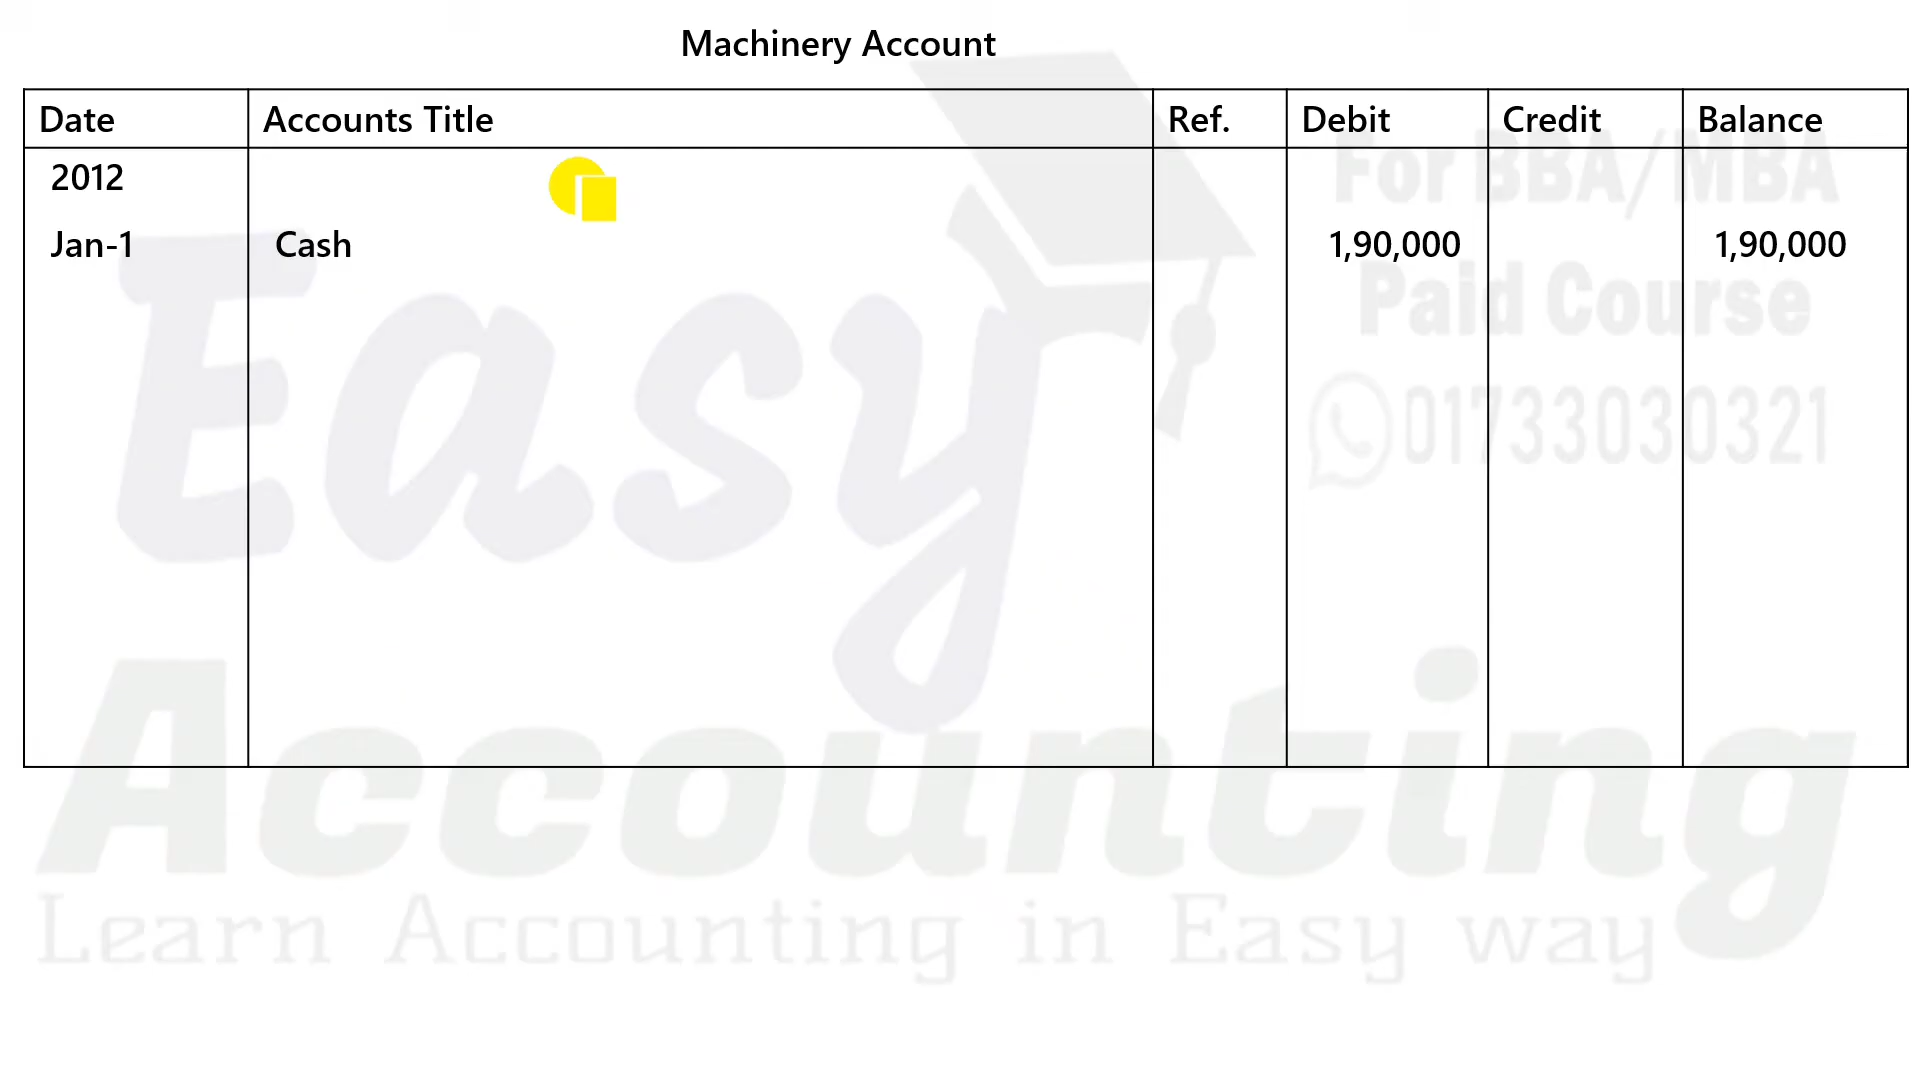 Machinery Account
Date Accounts Title Ref. Debit Credit Balance
2012
Jan-1 Cash 1,90,000 1,90,000
For BBA/MBA
Paid Course
01733030321
Easy
Accounting
Learn Accounting in Easy way